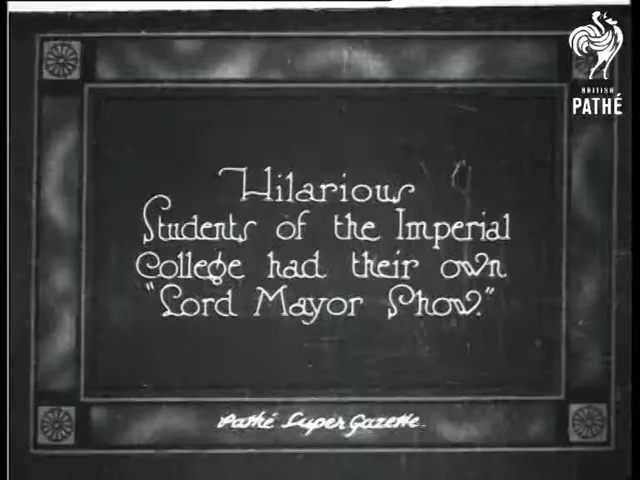 BRITISH
PATHÉ
Hilarious
Students of the Imperial
College had their own
"Lord Mayor Show."
Pathé Super Gazette.